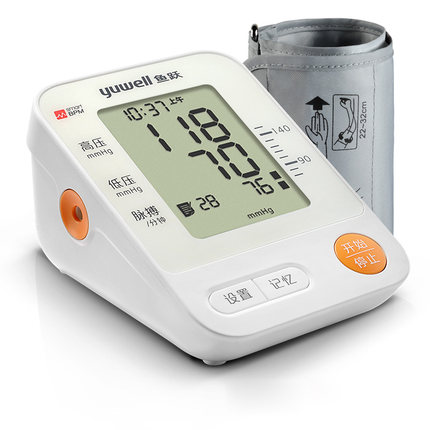 yuwell 鱼跃
smart
BPM
10:37 上午
高压
mmHg
118
低压
mmHg
70
脉搏
/分钟
28
76
mmHg
140
90
设置
记忆
开始
停止
22~32cm